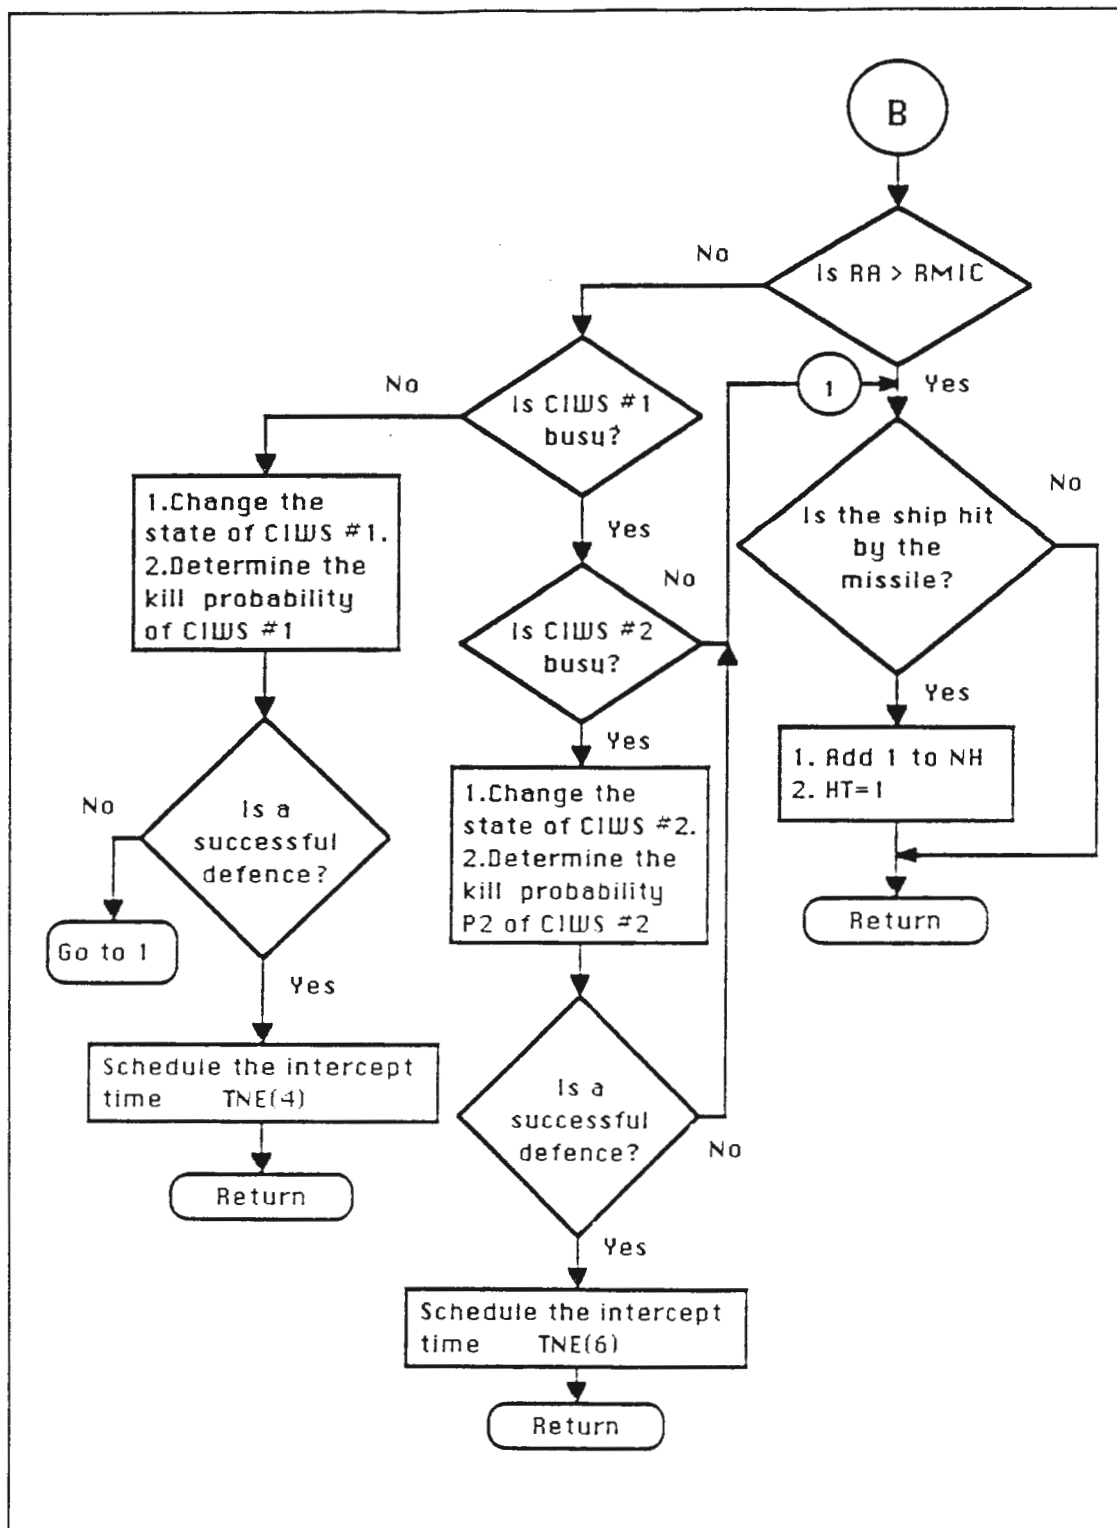 B
Is RA > RMIC
No
Yes
1
Is CIWS #1
busy?
No
Yes
1.Change the
state of CIWS #1.
2.Determine the
kill probability
of CIWS #1
Is the ship hit
by the
missile?
No
Yes
Is CIWS #2
busy?
No
Yes
1. Add 1 to NH
2. HT=1
Return
Is a
successful
defence?
No
Yes
Go to 1
1.Change the
state of CIWS #2.
2.Determine the
kill probability
P2 of CIWS #2
Schedule the intercept
time TNE(4)
Return
Is a
successful
defence?
No
Yes
Schedule the intercept
time TNE(6)
Return